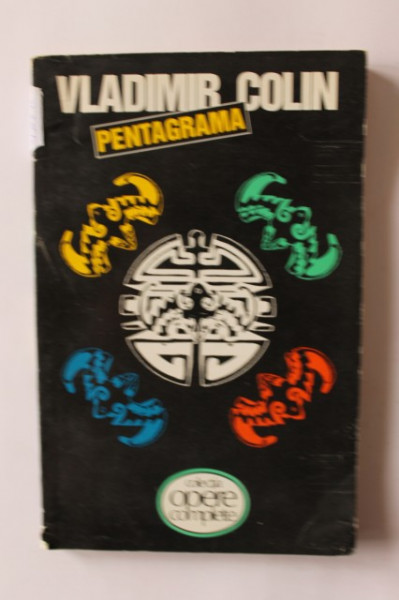 VLADIMIR COLIN
PENTAGRAMA
colecția
opere
complete